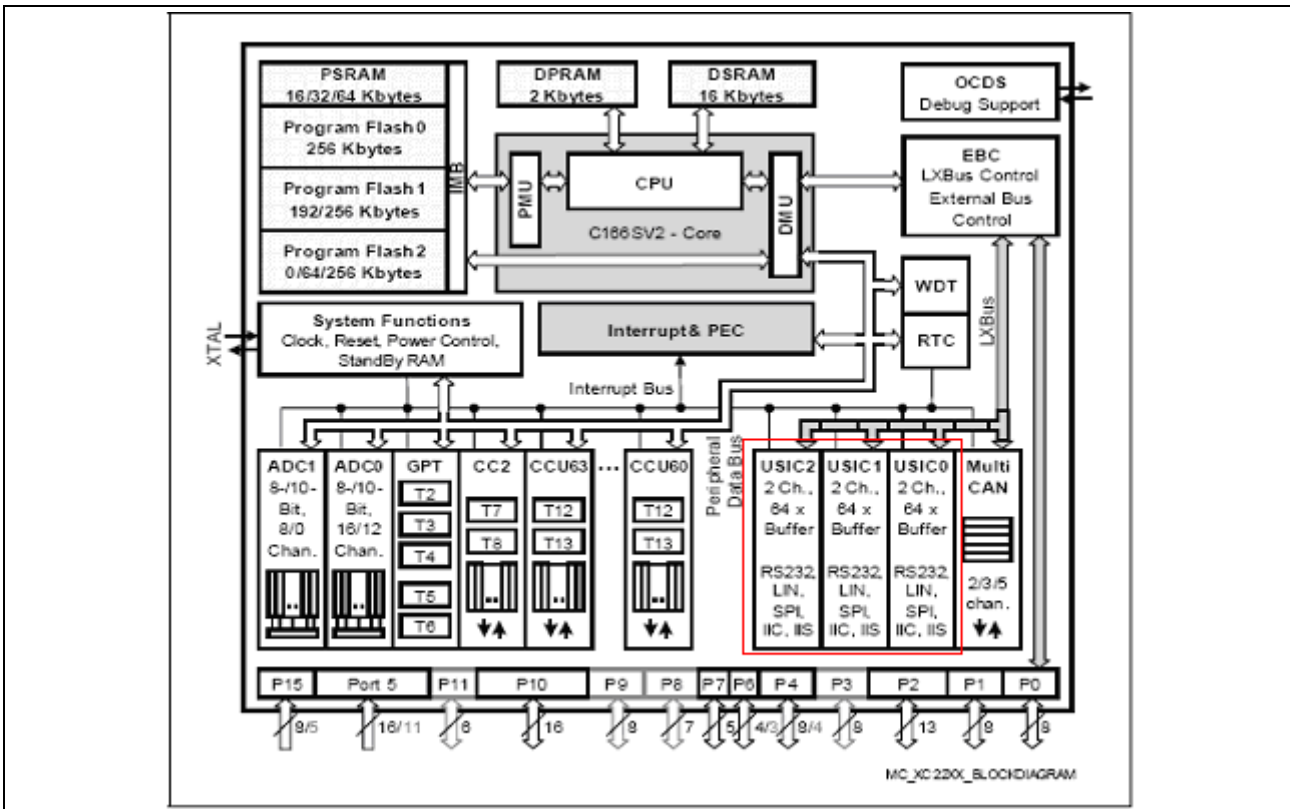 PSRAM
16/32/64 Kbytes
Program Flash 0
256 Kbytes
Program Flash 1
192/256 Kbytes
Program Flash 2
0/64/256 Kbytes
IMB
DPRAM
2 Kbytes
DSRAM
16 Kbytes
OCDS
Debug Support
PMU
CPU
DMU
C166SV2 - Core
EBC
LXBus Control
External Bus
Control
XTAL
System Functions
Clock, Reset, Power Control,
StandBy RAM
Interrupt & PEC
WDT
RTC
LXBus
Interrupt Bus
Peripheral
Data Bus
ADC1
8-/10-
Bit,
8/0
Chan.
ADC0
8-/10-
Bit,
16/12
Chan.
GPT
T2
T3
T4
T5
T6
CC2
T7
T8
CCU63
T12
T13
...
CCU60
T12
T13
USIC2
2 Ch.,
64 x
Buffer
RS232,
LIN,
SPI,
IIC, IIS
USIC1
2 Ch.,
64 x
Buffer
RS232,
LIN,
SPI,
IIC, IIS
USIC0
2 Ch.,
64 x
Buffer
RS232,
LIN,
SPI,
IIC, IIS
Multi
CAN
2/3/5
chan.
P15 Port 5 P11 P10 P9 P8 P7 P6 P4 P3 P2 P1 P0
8/5 16/11 6 16 8 7 5 4/3 8/4 8 13 8 8
MC_XC22XX_BLOCKDIAGRAM